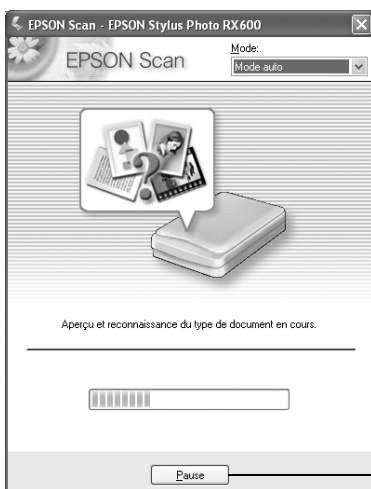 EPSON Scan - EPSON Stylus Photo RX600
EPSON Scan
Mode:
Mode auto
?
Aperçu et reconnaissance du type de document en cours.
Pause